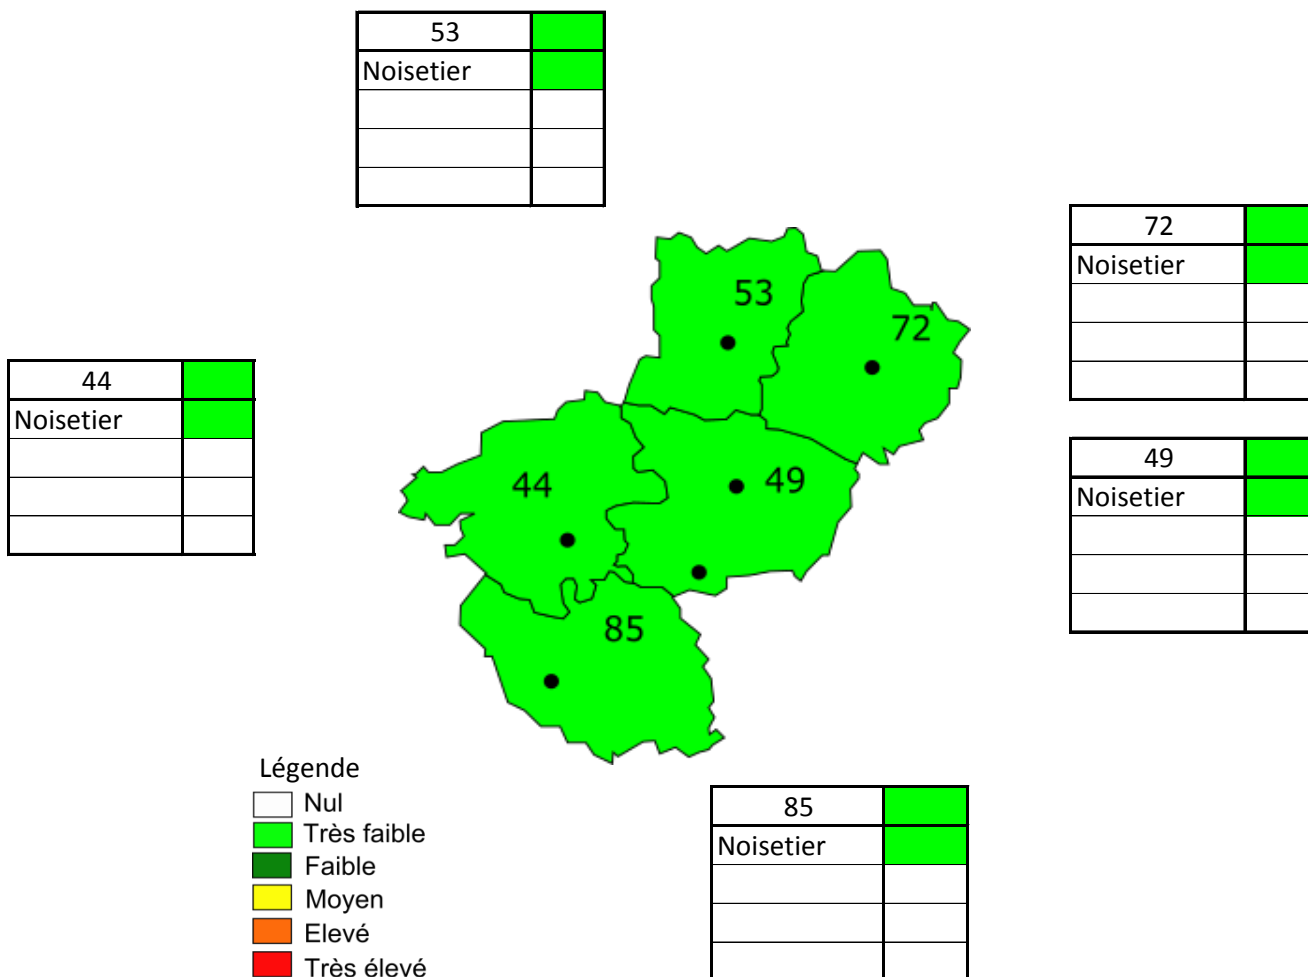 53
Noisetier
72
Noisetier
44
Noisetier
49
Noisetier
53
72
44
49
85
Légende
Nul
Très faible
Faible
Moyen
Elevé
Très élevé
85
Noisetier